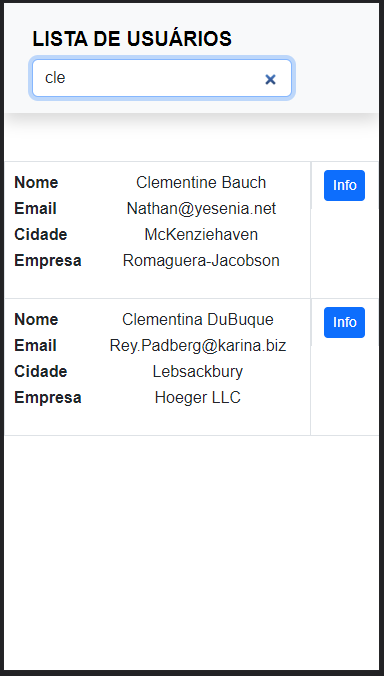 LISTA DE USUÁRIOS
cle
Nome Clementine Bauch Info
Email Nathan@yesenia.net
Cidade McKenziehaven
Empresa Romaguera-Jacobson
Nome Clementina DuBuque Info
Email Rey.Padberg@karina.biz
Cidade Lebsackbury
Empresa Hoeger LLC